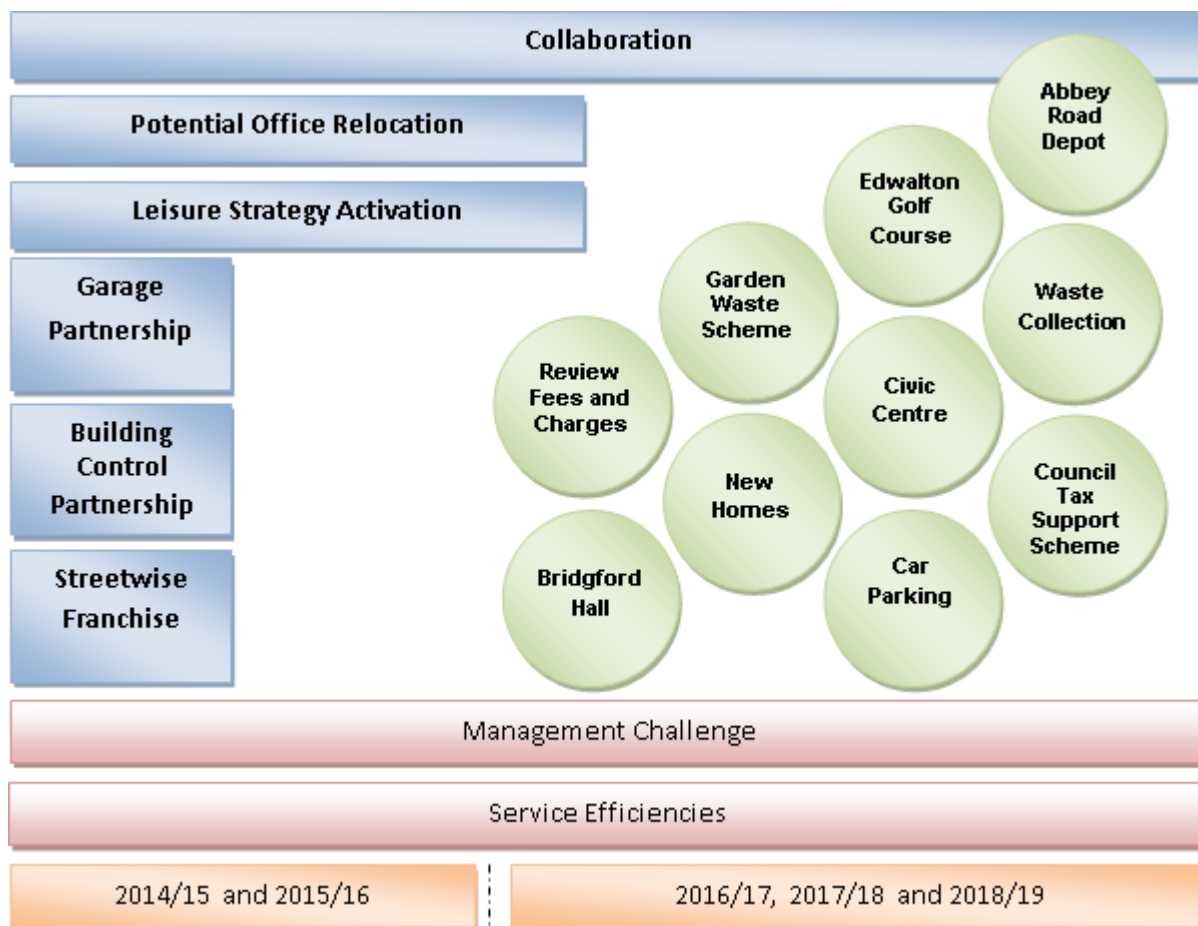 Collaboration
Potential Office Relocation
Leisure Strategy Activation
Garage
Partnership
Building
Control
Partnership
Streetwise
Franchise
Abbey
Road
Depot
Edwalton
Golf
Course
Garden
Waste
Scheme
Waste
Collection
Review
Fees and
Charges
Civic
Centre
New
Homes
Council
Tax
Support
Scheme
Bridgford
Hall
Car
Parking
Management Challenge
Service Efficiencies
2014/15 and 2015/16
2016/17, 2017/18 and 2018/19